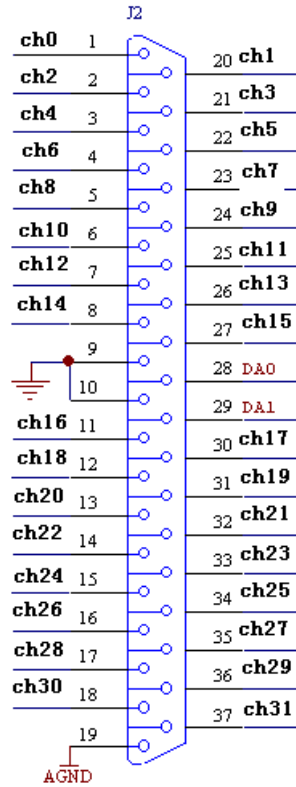 J2
ch0 1
20 ch1
ch2 2
21 ch3
ch4 3
22 ch5
ch6 4
23 ch7
ch8 5
24 ch9
ch10 6
25 ch11
ch12 7
26 ch13
ch14 8
27 ch15
9
28 DA0
10
29 DA1
ch16 11
30 ch17
ch18 12
31 ch19
ch20 13
32 ch21
ch22 14
33 ch23
ch24 15
34 ch25
ch26 16
35 ch27
ch28 17
36 ch29
ch30 18
37 ch31
19
AGND